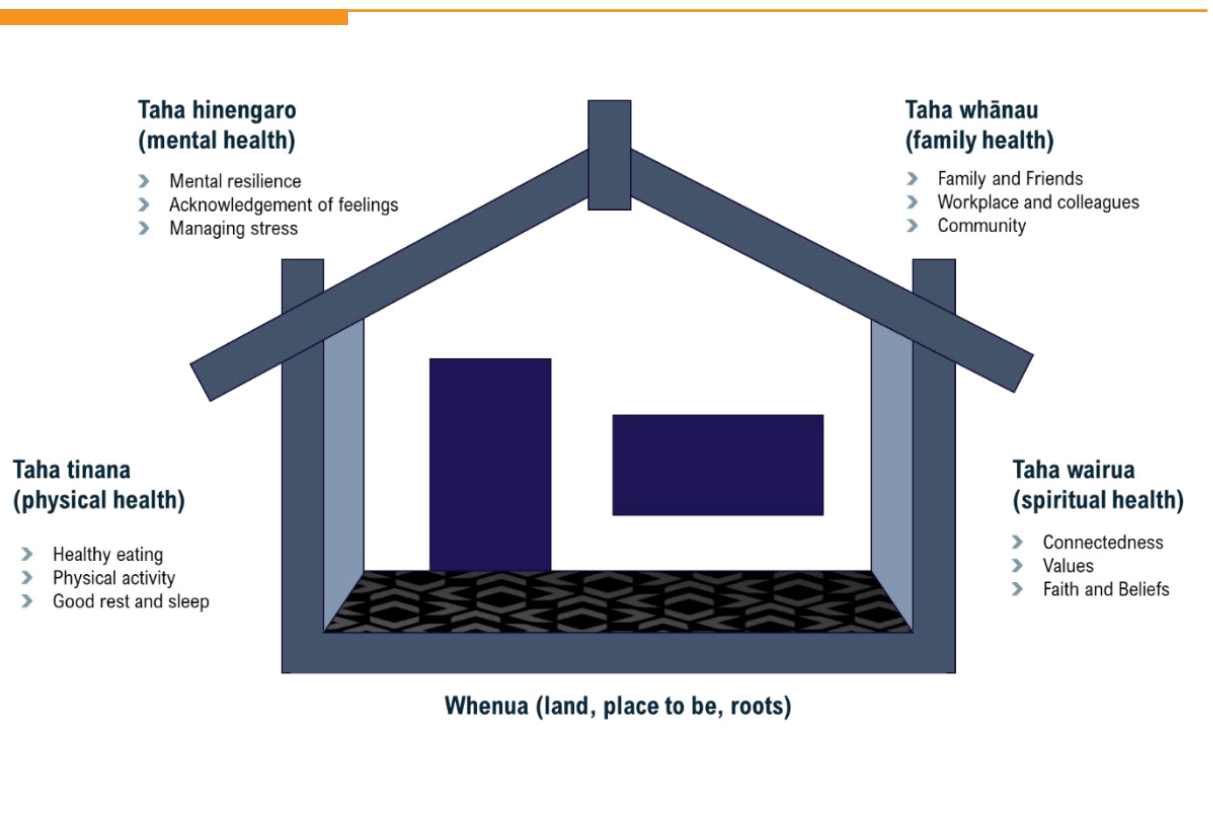 Taha hinengaro
(mental health)
Mental resilience
Acknowledgement of feelings
Managing stress
Taha whānau
(family health)
Family and Friends
Workplace and colleagues
Community
Taha tinana
(physical health)
Healthy eating
Physical activity
Good rest and sleep
Taha wairua
(spiritual health)
Connectedness
Values
Faith and Beliefs
Whenua (land, place to be, roots)